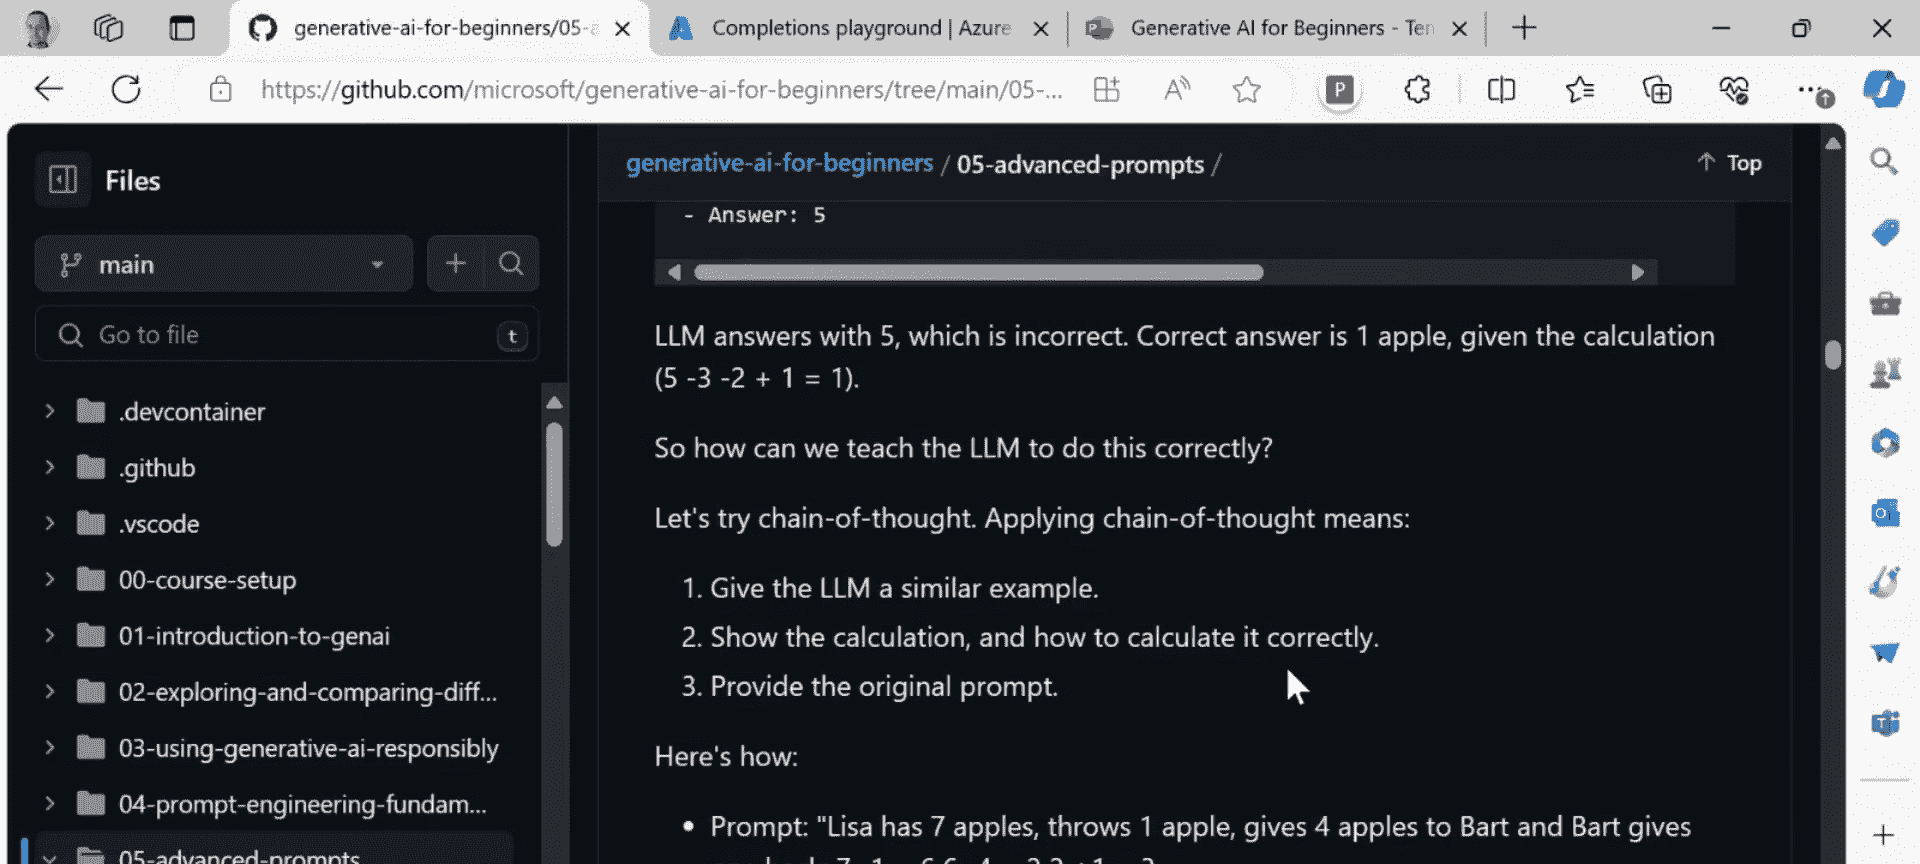 generative-ai-for-beginners/05-a
Completions playground | Azure
Generative AI for Beginners - Ten
https://github.com/microsoft/generative-ai-for-beginners/tree/main/05-...
P
Files
main
Go to file
t
.devcontainer
.github
.vscode
00-course-setup
01-introduction-to-genai
02-exploring-and-comparing-diff...
03-using-generative-ai-responsibly
04-prompt-engineering-fundam...
05-advanced-prompts
generative-ai-for-beginners / 05-advanced-prompts /
↑ Top
- Answer: 5
LLM answers with 5, which is incorrect. Correct answer is 1 apple, given the calculation
(5 -3 -2 + 1 = 1).
So how can we teach the LLM to do this correctly?
Let's try chain-of-thought. Applying chain-of-thought means:
1. Give the LLM a similar example.
2. Show the calculation, and how to calculate it correctly.
3. Provide the original prompt.
Here's how:
• Prompt: "Lisa has 7 apples, throws 1 apple, gives 4 apples to Bart and Bart gives